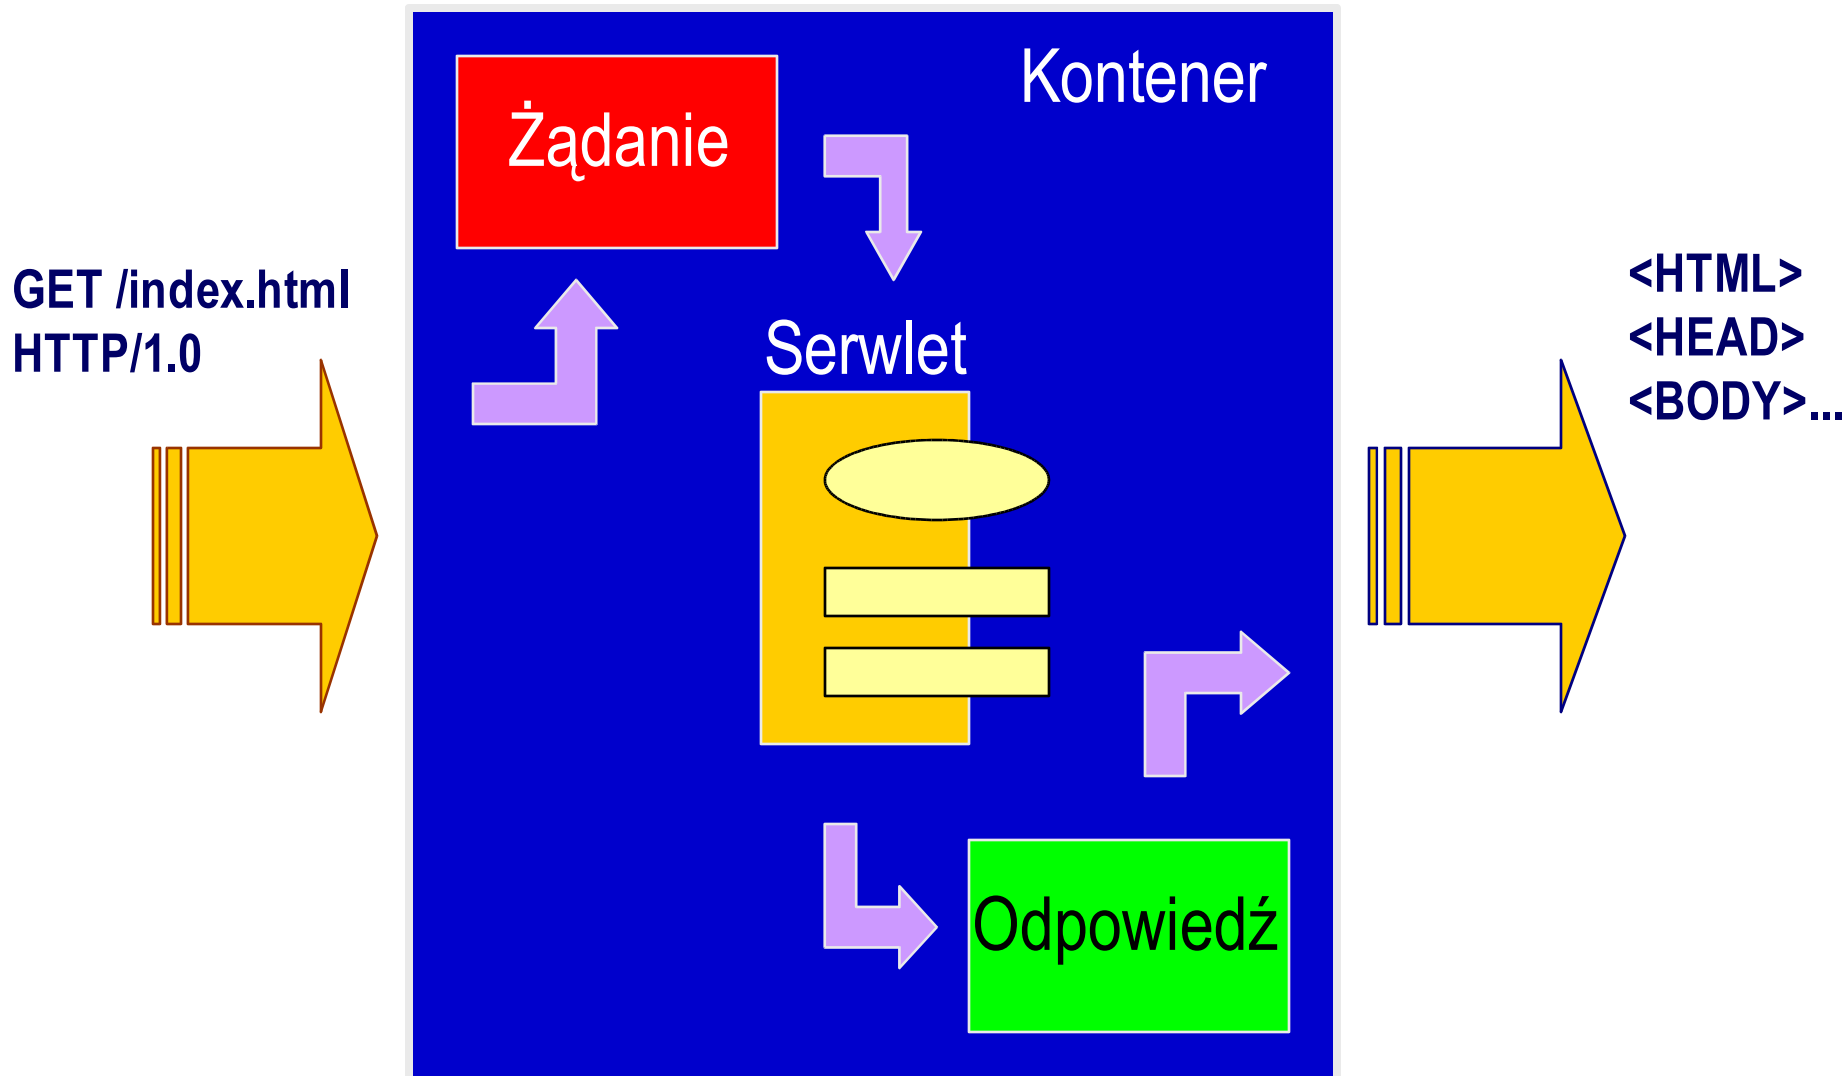 GET /index.html
HTTP/1.0
Kontener
Żądanie
Serwlet
Odpowiedź
<HTML>
<HEAD>
<BODY>...